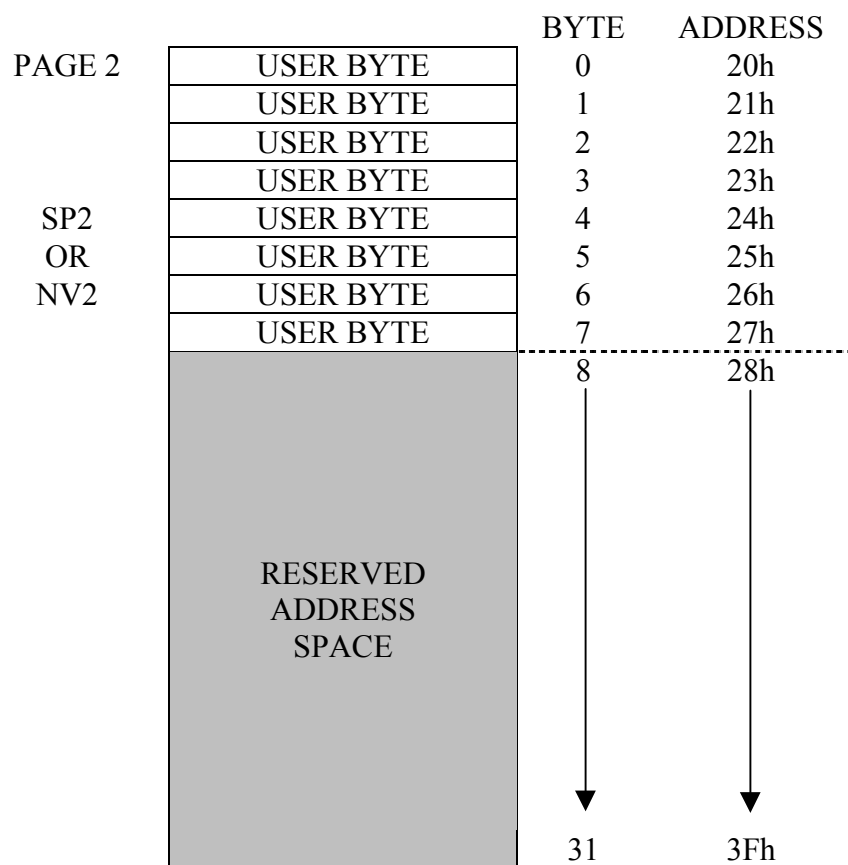 BYTE ADDRESS
PAGE 2 USER BYTE 0 20h
USER BYTE 1 21h
USER BYTE 2 22h
USER BYTE 3 23h
SP2 USER BYTE 4 24h
OR USER BYTE 5 25h
NV2 USER BYTE 6 26h
USER BYTE 7 27h
8 28h
RESERVED
ADDRESS
SPACE
31 3Fh